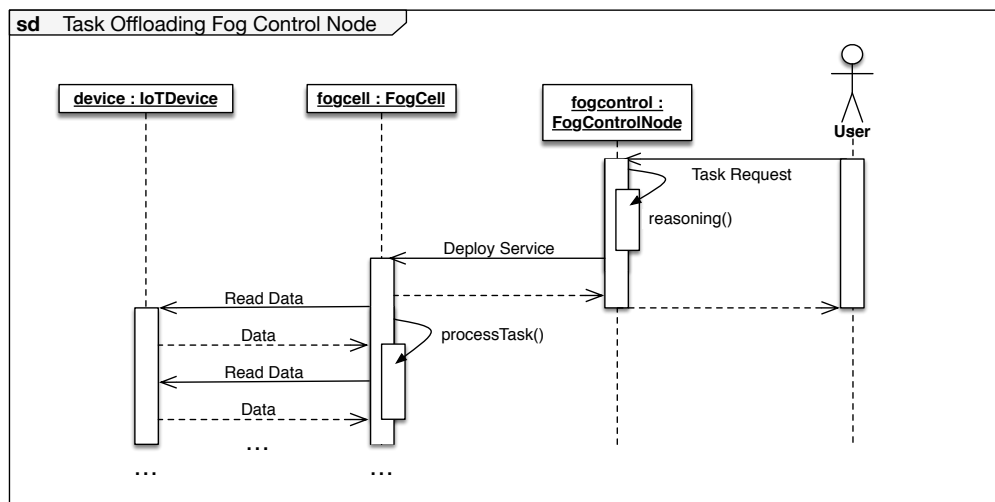 sd Task Offloading Fog Control Node
device : IoTDevice
fogcell : FogCell
fogcontrol :
FogControlNode
User
Task Request
reasoning()
Deploy Service
Read Data
processTask()
Data
Read Data
Data
...
...
...